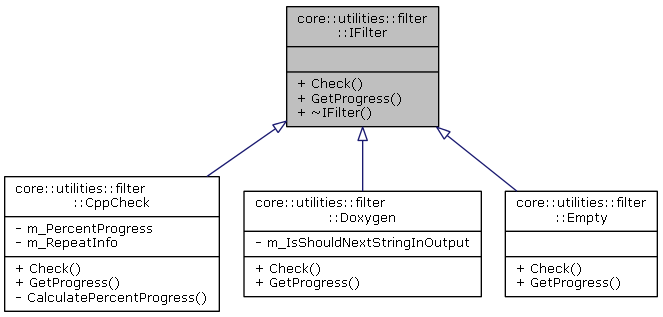 core::utilities::filter
::IFilter
+ Check()
+ GetProgress()
+ ~IFilter()
core::utilities::filter
::CppCheck
- m_PercentProgress
- m_RepeatInfo
+ Check()
+ GetProgress()
- CalculatePercentProgress()
core::utilities::filter
::Doxygen
- m_IsShouldNextStringInOutput
+ Check()
+ GetProgress()
core::utilities::filter
::Empty
+ Check()
+ GetProgress()